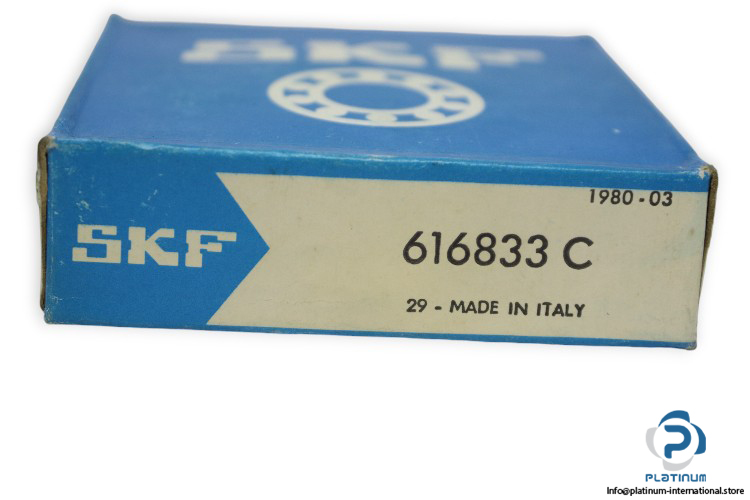 SKF
1980-03
SKF
616833 C
29 - MADE IN ITALY
PLATINUM
Info@platinum-international.store